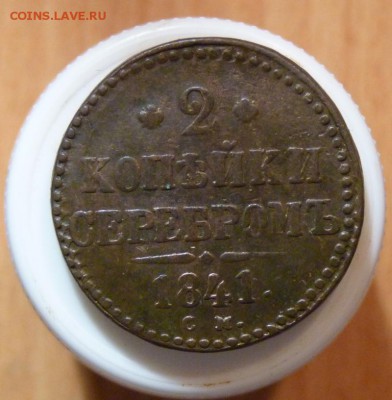 COINS.LAVE.RU
2
КОПѢЙКИ
СЕРЕБРОМЪ
1841.
С М.